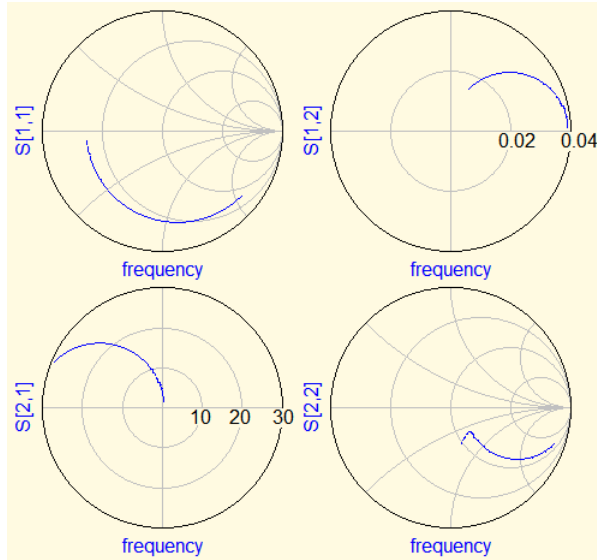 S[1,1]
frequency
S[1,2]
0.02 0.04
frequency
S[2,1]
10 20 30
frequency
S[2,2]
frequency